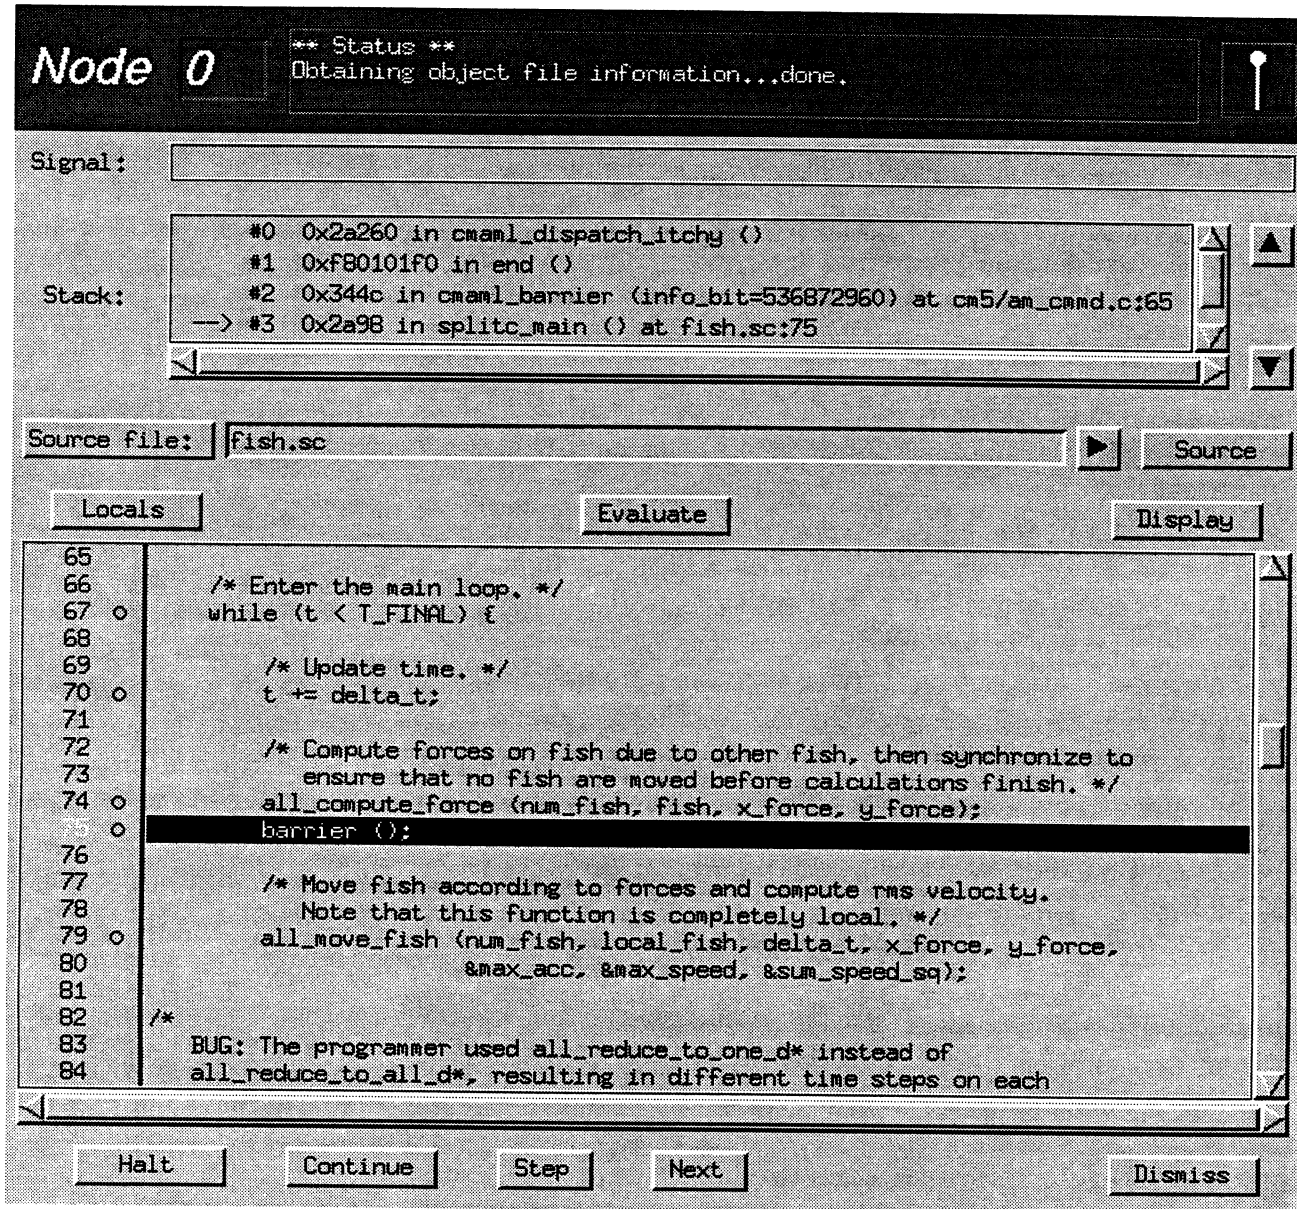 Node 0
** Status **
Obtaining object file information...done.
Signal:
Stack:
#0 0x2a260 in cmaml_dispatch_itchy ()
#1 0xf80101f0 in end ()
#2 0x344c in cmaml_barrier (info_bit=536872960) at cm5/am_cmmd.c:65
--> #3 0x2a98 in splitc_main () at fish.sc:75
Source file: fish.sc Source
Locals Evaluate Display
65
66 /* Enter the main loop. */
67 o while (t < T_FINAL) {
68
69 /* Update time. */
70 o t += delta_t;
71
72 /* Compute forces on fish due to other fish, then synchronize to
73 ensure that no fish are moved before calculations finish. */
74 o all_compute_force (num_fish, fish, x_force, y_force);
75 o barrier ();
76
77 /* Move fish according to forces and compute rms velocity.
78 Note that this function is completely local. */
79 o all_move_fish (num_fish, local_fish, delta_t, x_force, y_force,
80 &max_acc, &max_speed, &sum_speed_sq);
81
82 /*
83 BUG: The programmer used all_reduce_to_one_d* instead of
84 all_reduce_to_all_d*, resulting in different time steps on each
Halt Continue Step Next Dismiss